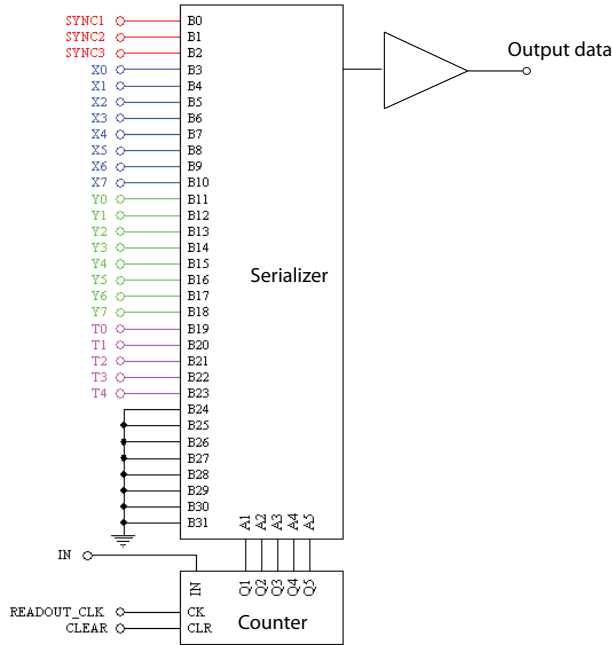 SYNC1 B0
SYNC2 B1
SYNC3 B2
X0 B3
X1 B4
X2 B5
X3 B6
X4 B7
X5 B8
X6 B9
X7 B10
Y0 B11
Y1 B12
Y2 B13
Y3 B14
Y4 B15
Y5 B16
Y6 B17
Y7 B18
T0 B19
T1 B20
T2 B21
T3 B22
T4 B23
B24
B25
B26
B27
B28
B29
B30
B31
Serializer
Output data
A1 A2 A3 A4 A5
IN
IN Q1 Q2 Q3 Q4 Q5
READOUT_CLK CK
CLEAR CLR
Counter